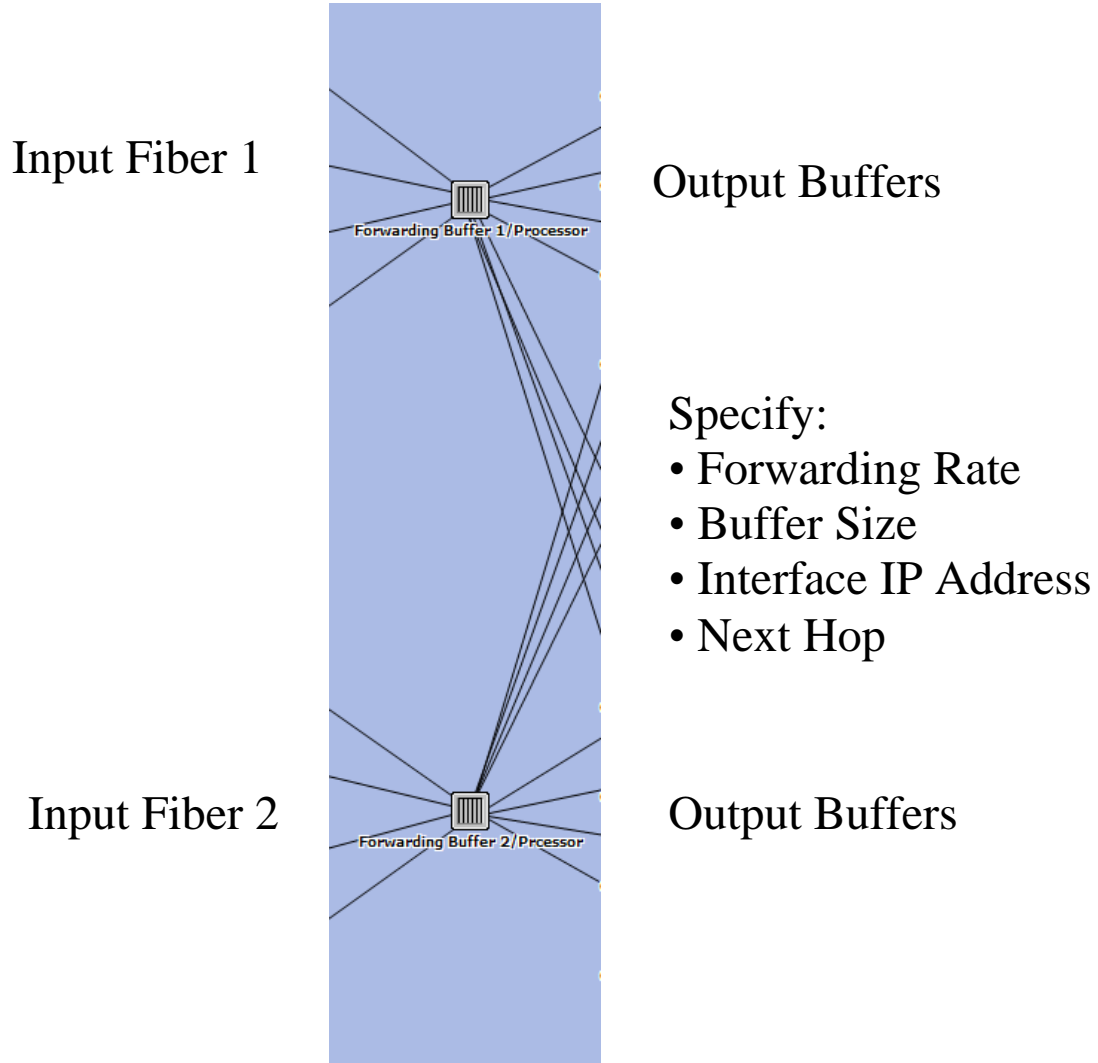 Input Fiber 1
Output Buffers
Forwarding Buffer 1/Processor
Specify:
• Forwarding Rate
• Buffer Size
• Interface IP Address
• Next Hop
Input Fiber 2
Output Buffers
Forwarding Buffer 2/Prcessor